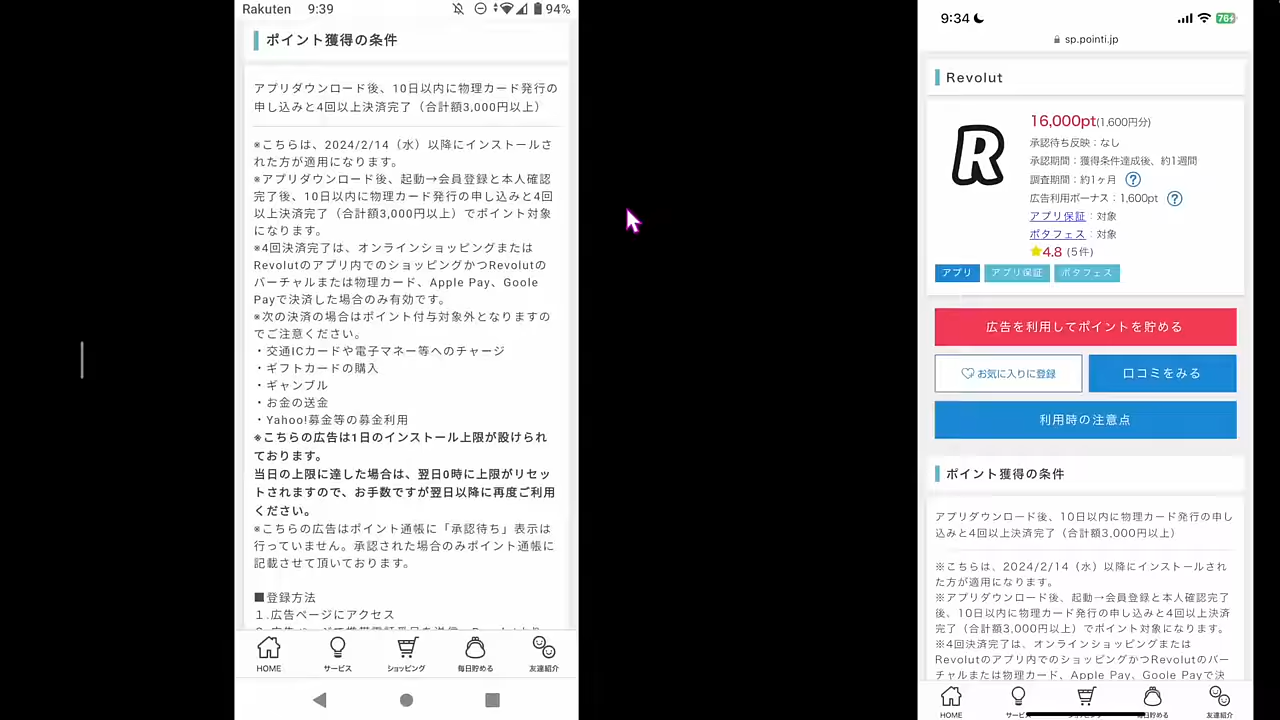 Rakuten 9:39 94%
ポイント獲得の条件
アプリダウンロード後、10日以内に物理カード発行の
申し込みと4回以上決済完了（合計額3,000円以上）
※こちらは、2024/2/14（水）以降にインストールさ
れた方が適用になります。
※アプリダウンロード後、起動→会員登録と本人確認
完了後、10日以内に物理カード発行の申し込みと4回
以上決済完了（合計額3,000円以上）でポイント対象
になります。
※4回決済完了は、オンラインショッピングまたは
Revolutのアプリ内でのショッピングかつRevolutの
バーチャルまたは物理カード、Apple Pay、Goole
Payで決済した場合のみ有効です。
※次の決済の場合はポイント付与対象外となりますの
でご注意ください。
・交通ICカードや電子マネー等へのチャージ
・ギフトカードの購入
・ギャンブル
・お金の送金
・Yahoo!募金等の募金利用
※こちらの広告は1日のインストール上限が設けられ
ております。
当日の上限に達した場合は、翌日0時に上限がリセッ
トされますので、お手数ですが翌日以降に再度ご利用
ください。
※こちらの広告はポイント通帳に「承認待ち」表示は
行っていません。承認された場合のみポイント通帳に
記載させて頂いております。
■登録方法
１.広告ページにアクセス
HOME サービス ショッピング 毎日貯める 友達紹介
9:34 76
sp.pointi.jp
Revolut
R
16,000pt(1,600円分)
承認待ち反映：なし
承認期間：獲得条件達成後、約1週間
調査期間：約1ヶ月 ?
広告利用ボーナス：1,600pt ?
アプリ保証：対象
ポタフェス：対象
4.8 (5件)
アプリ アプリ保証 ポタフェス
広告を利用してポイントを貯める
お気に入りに登録 口コミをみる
利用時の注意点
ポイント獲得の条件
アプリダウンロード後、10日以内に物理カード発行の申し
込みと4回以上決済完了（合計額3,000円以上）
※こちらは、2024/2/14（水）以降にインストールされ
た方が適用になります。
※アプリダウンロード後、起動→会員登録と本人確認完了
後、10日以内に物理カード発行の申し込みと4回以上決済
完了（合計額3,000円以上）でポイント対象になります。
※4回決済完了は、オンラインショッピングまたは
Revolutのアプリ内でのショッピングかつRevolutのバー
チャルまたは物理カード、Apple Pay、Goole Payで決
HOME サービス ショッピング 毎日貯める 友達紹介